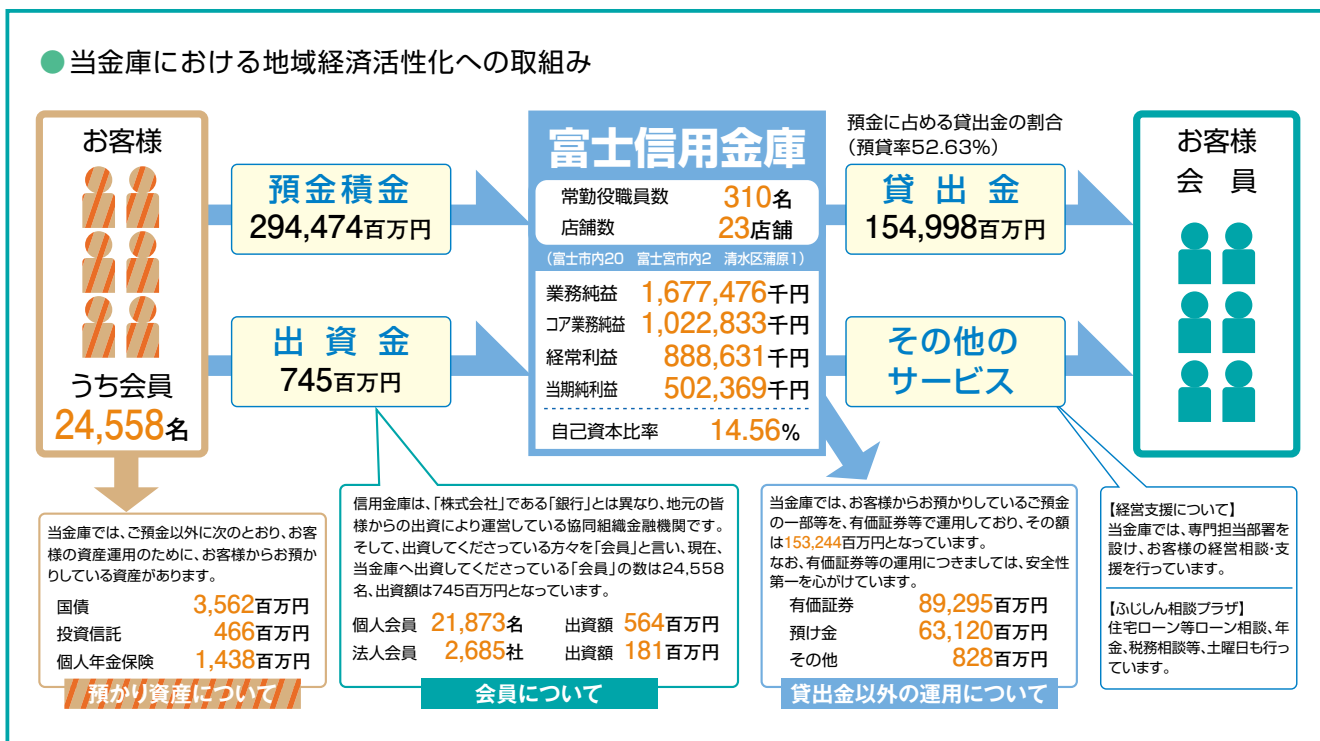 ●当金庫における地域経済活性化への取組み
お客様
うち会員
24,558名
預金積金
294,474百万円
出資金
745百万円
富士信用金庫
常勤役職員数 310名
店舗数 23店舗
(富士市内20 富士宮市内2 清水区蒲原1)
業務純益 1,677,476千円
コア業務純益 1,022,833千円
経常利益 888,631千円
当期純利益 502,369千円
自己資本比率 14.56%
預金に占める貸出金の割合
(預貸率52.63%)
貸出金
154,998百万円
その他の
サービス
お客様
会員
当金庫では、ご預金以外に次のとおり、お客
様の資産運用のために、お客様からお預か
りしている資産があります。
国債 3,562百万円
投資信託 466百万円
個人年金保険 1,438百万円
預かり資産について
信用金庫は、「株式会社」である「銀行」とは異なり、地元の皆
様からの出資により運営している協同組織金融機関です。
そして、出資してくださっている方々を「会員」と言い、現在、
当金庫へ出資してくださっている「会員」の数は24,558
名、出資額は745百万円となっています。
個人会員 21,873名 出資額 564百万円
法人会員 2,685社 出資額 181百万円
会員について
当金庫では、お客様からお預かりしているご預金
の一部等を、有価証券等で運用しており、その額
は153,244百万円となっています。
なお、有価証券等の運用につきましては、安全性
第一を心がけています。
有価証券 89,295百万円
預け金 63,120百万円
その他 828百万円
貸出金以外の運用について
【経営支援について】
当金庫では、専門担当部署を
設け、お客様の経営相談・支
援を行っています。
【ふじしん相談プラザ】
住宅ローン等ローン相談、年
金、税務相談等、土曜日も行っ
ています。